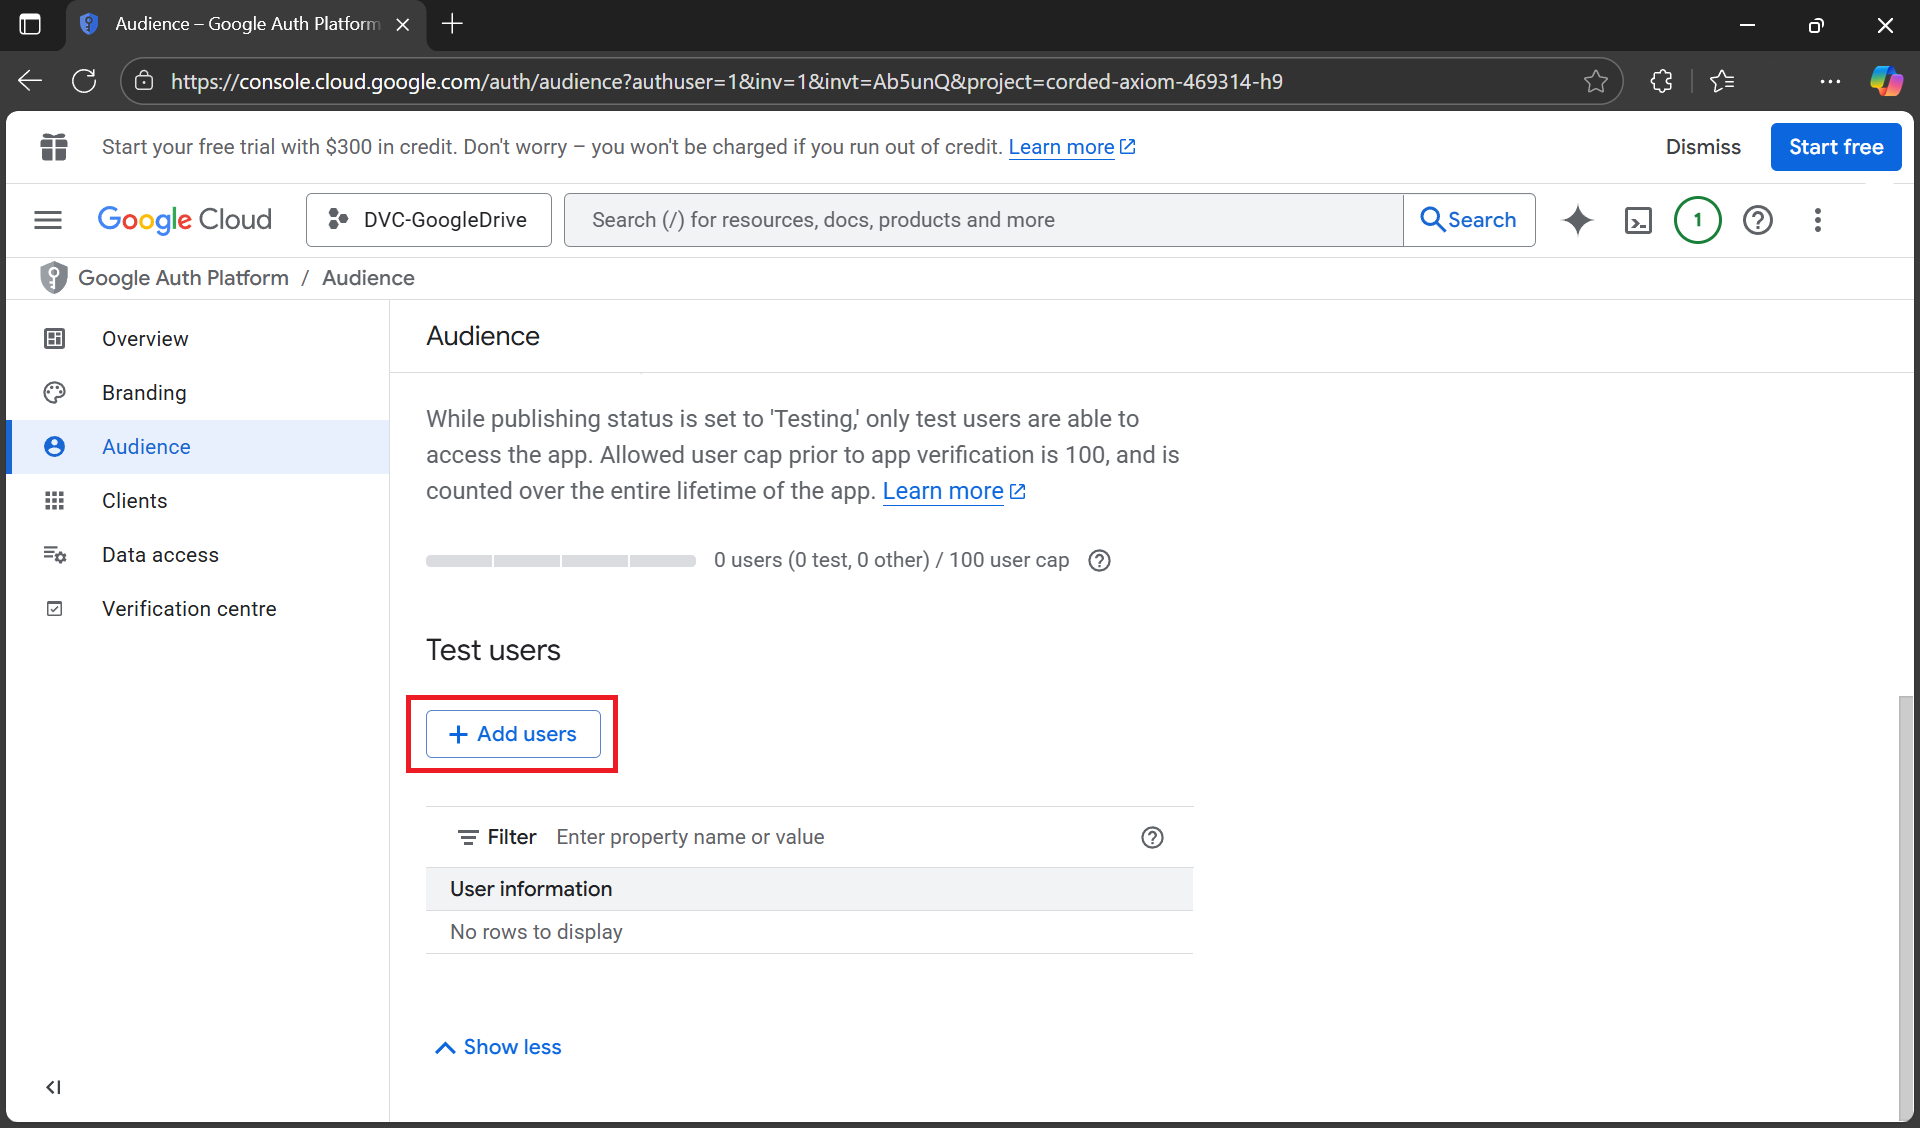 Audience – Google Auth Platform
https://console.cloud.google.com/auth/audience?authuser=1&inv=1&invt=Ab5unQ&project=corded-axiom-469314-h9
Start your free trial with $300 in credit. Don't worry – you won't be charged if you run out of credit. Learn more
Dismiss
Start free
Google Cloud
DVC-GoogleDrive
Search (/) for resources, docs, products and more
Search
1
Google Auth Platform / Audience
Overview
Branding
Audience
Clients
Data access
Verification centre
Audience
While publishing status is set to 'Testing,' only test users are able to
access the app. Allowed user cap prior to app verification is 100, and is
counted over the entire lifetime of the app. Learn more
0 users (0 test, 0 other) / 100 user cap
Test users
+ Add users
Filter Enter property name or value
User information
No rows to display
Show less